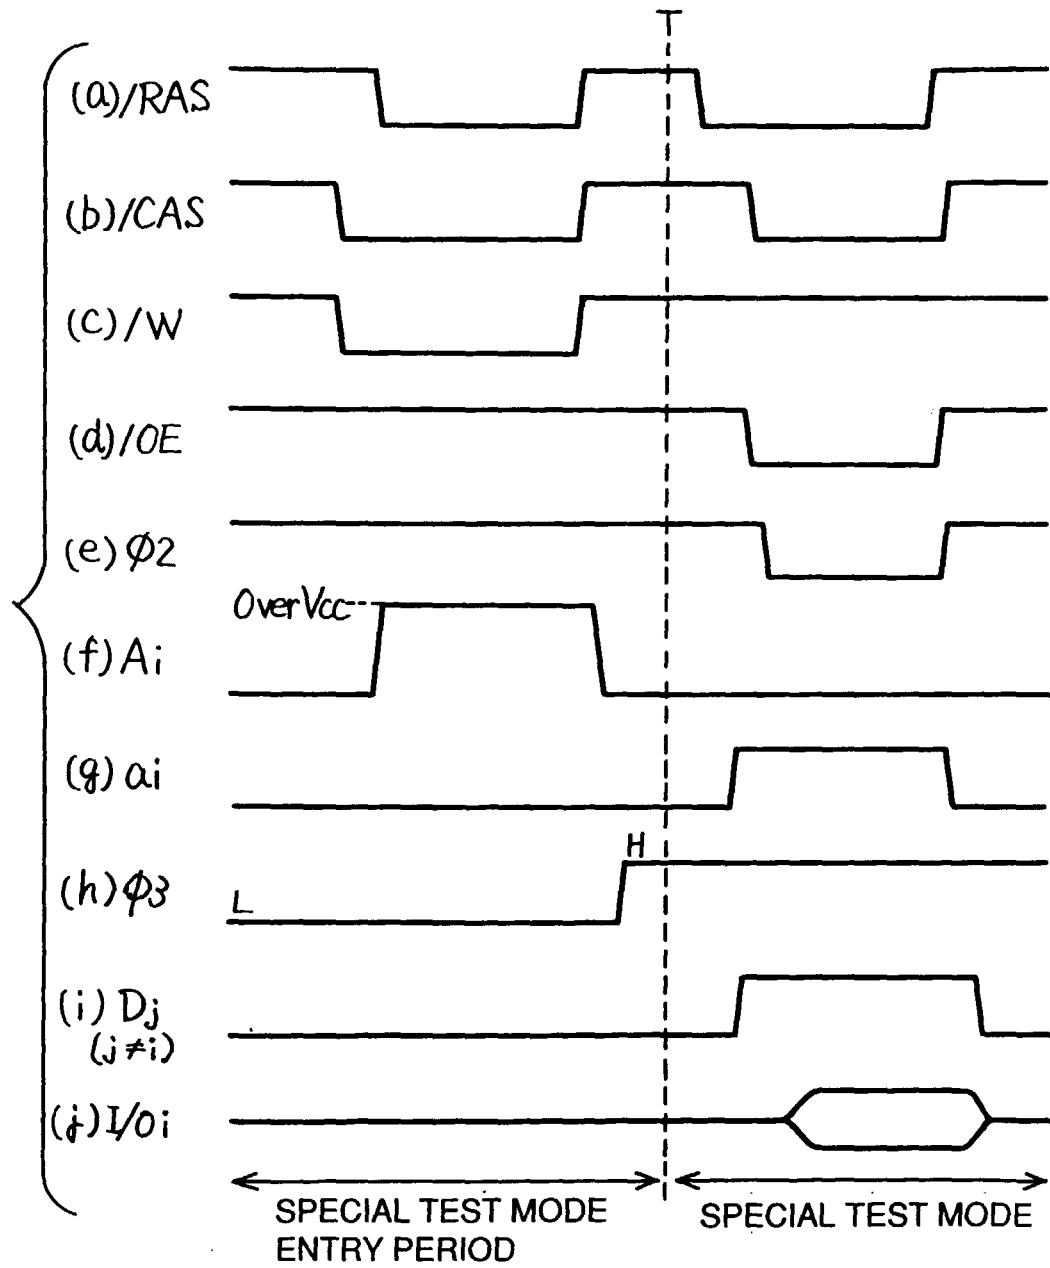 (a)/RAS
(b)/CAS
(c)/W
(d)/OE
(e)φ2
OverVcc
(f)Ai
(g)ai
H
(h)φ3
L
(i)Dj
(j≠i)
(j)I/Oi
SPECIAL TEST MODE
ENTRY PERIOD
SPECIAL TEST MODE